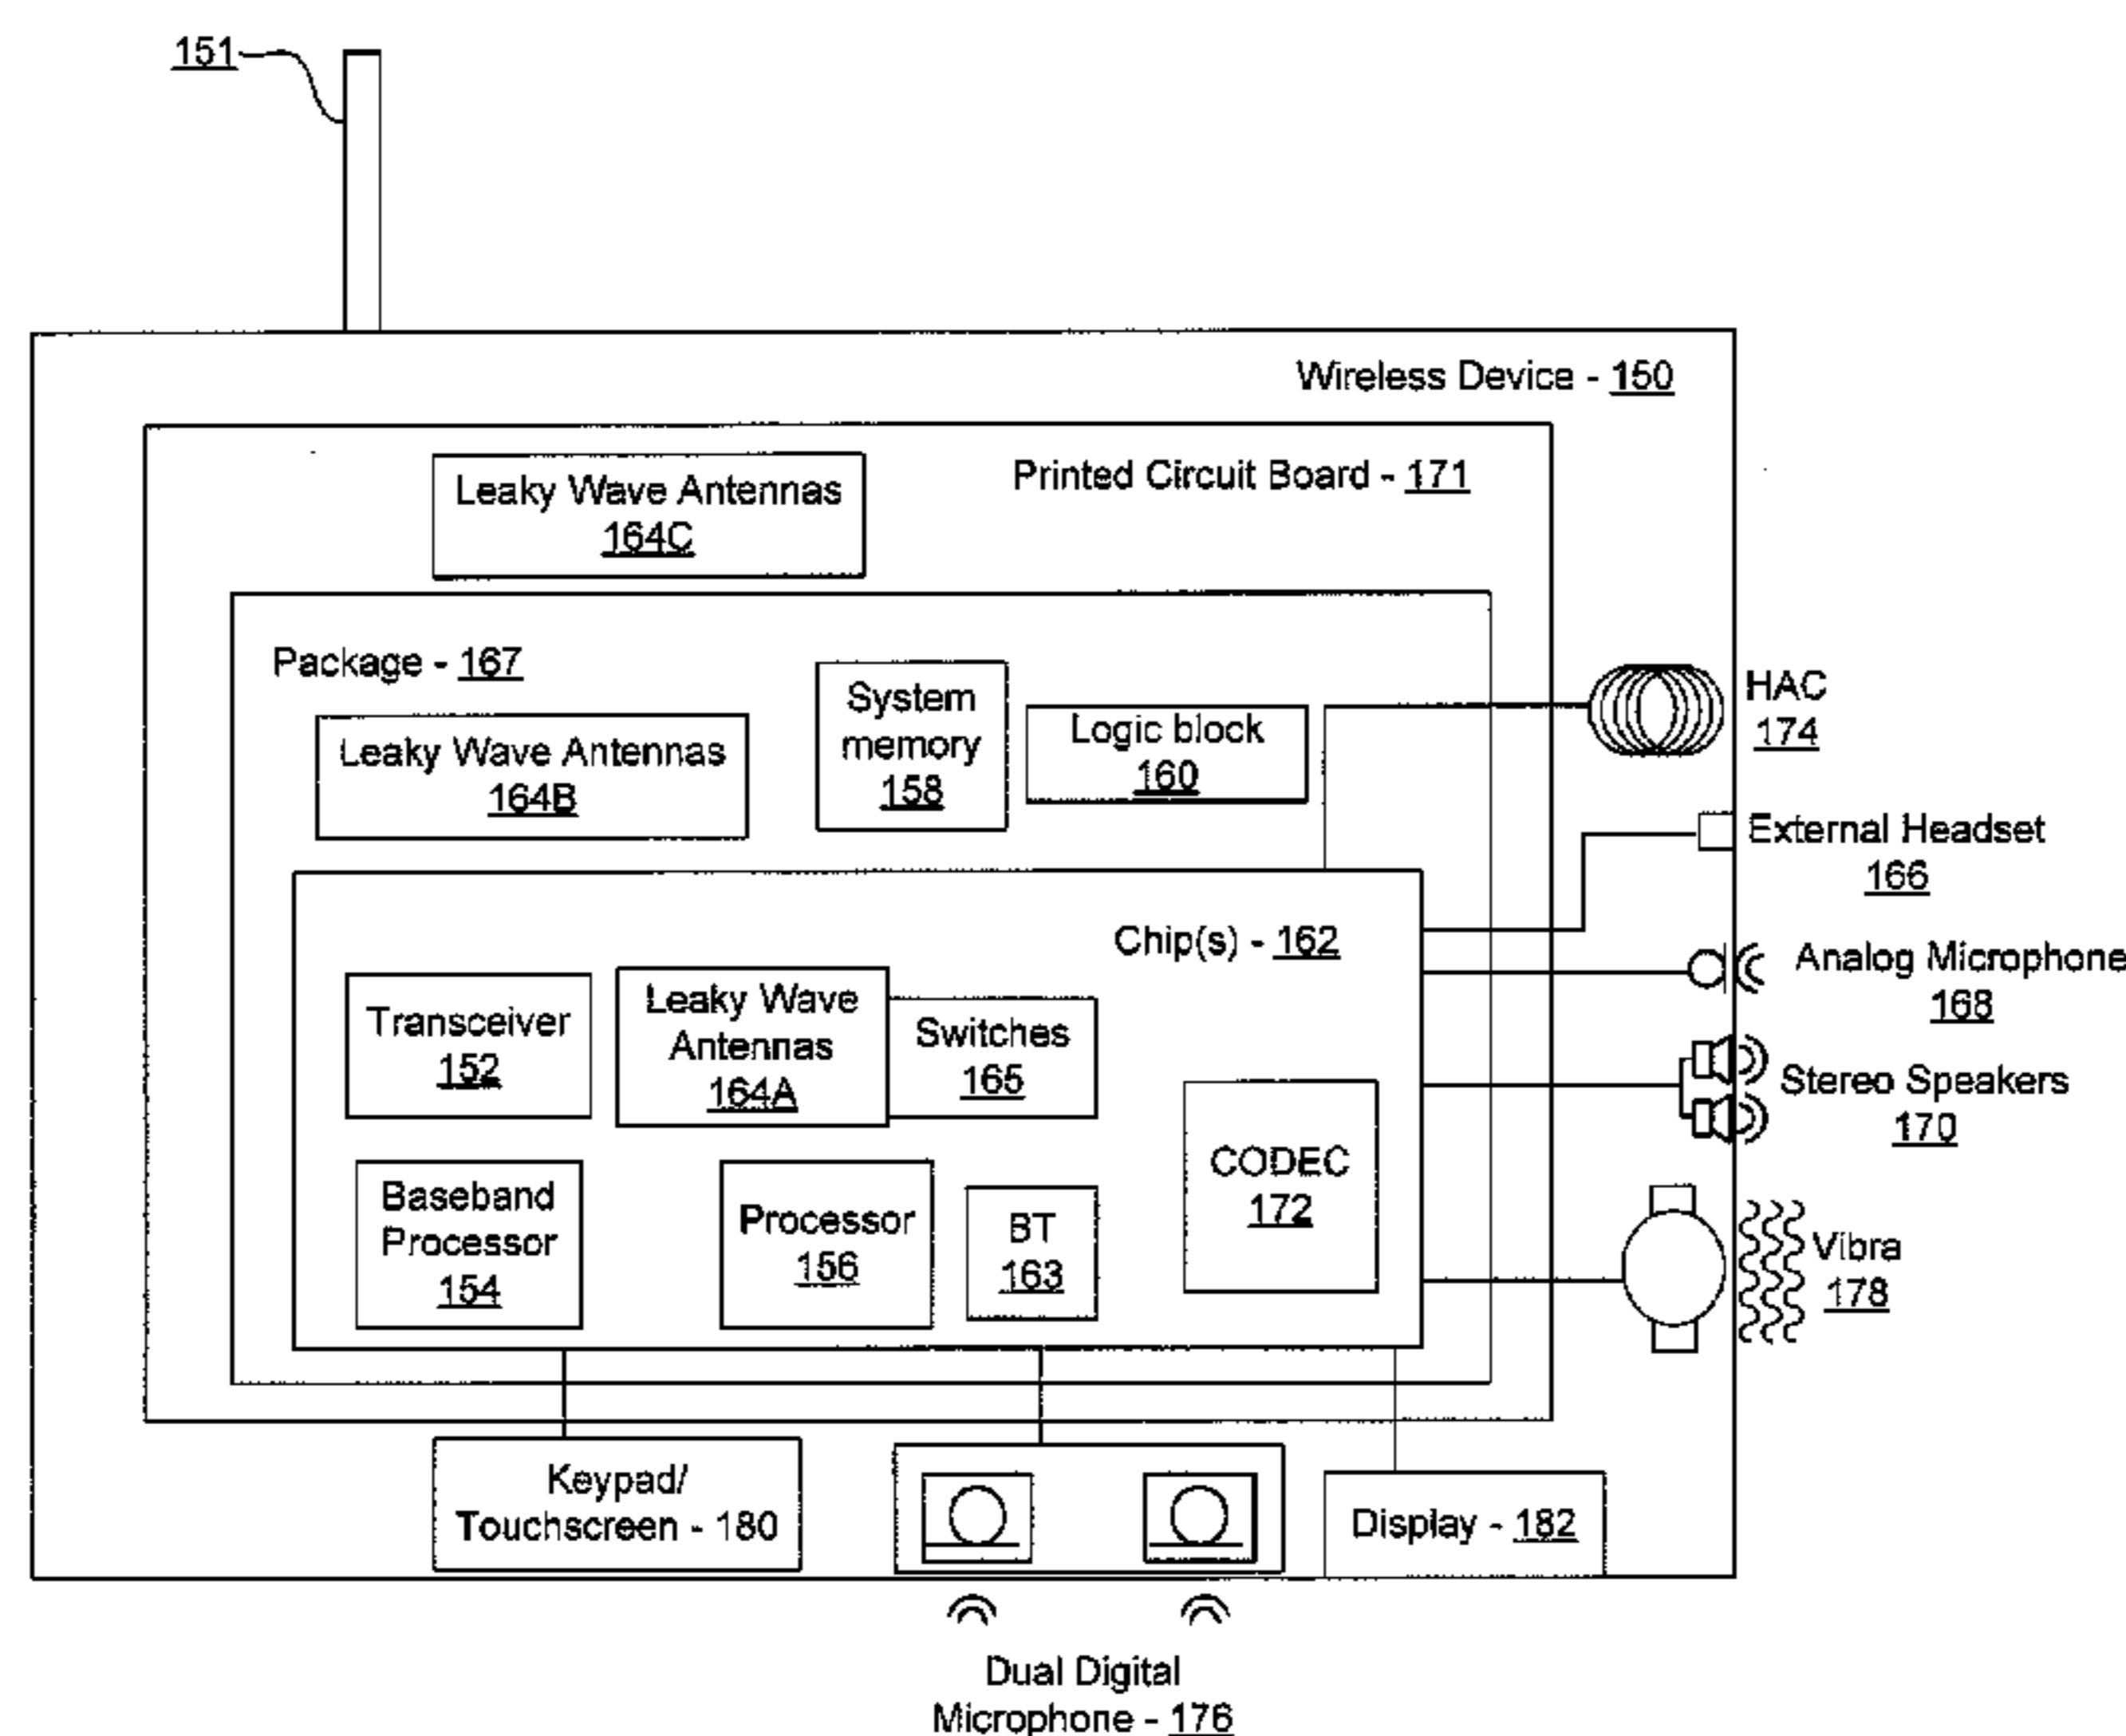 151
Wireless Device - 150
Printed Circuit Board - 171
Leaky Wave Antennas
164C
Package - 167
Leaky Wave Antennas
164B
System
memory
158
Logic block
160
HAC
174
External Headset
166
Chip(s) - 162
Analog Microphone
168
Transceiver
152
Leaky Wave
Antennas
164A
Switches
165
Stereo Speakers
170
CODEC
172
Baseband
Processor
154
Processor
156
BT
163
Vibra
178
Keypad/
Touchscreen - 180
Display - 182
Dual Digital
Microphone - 176